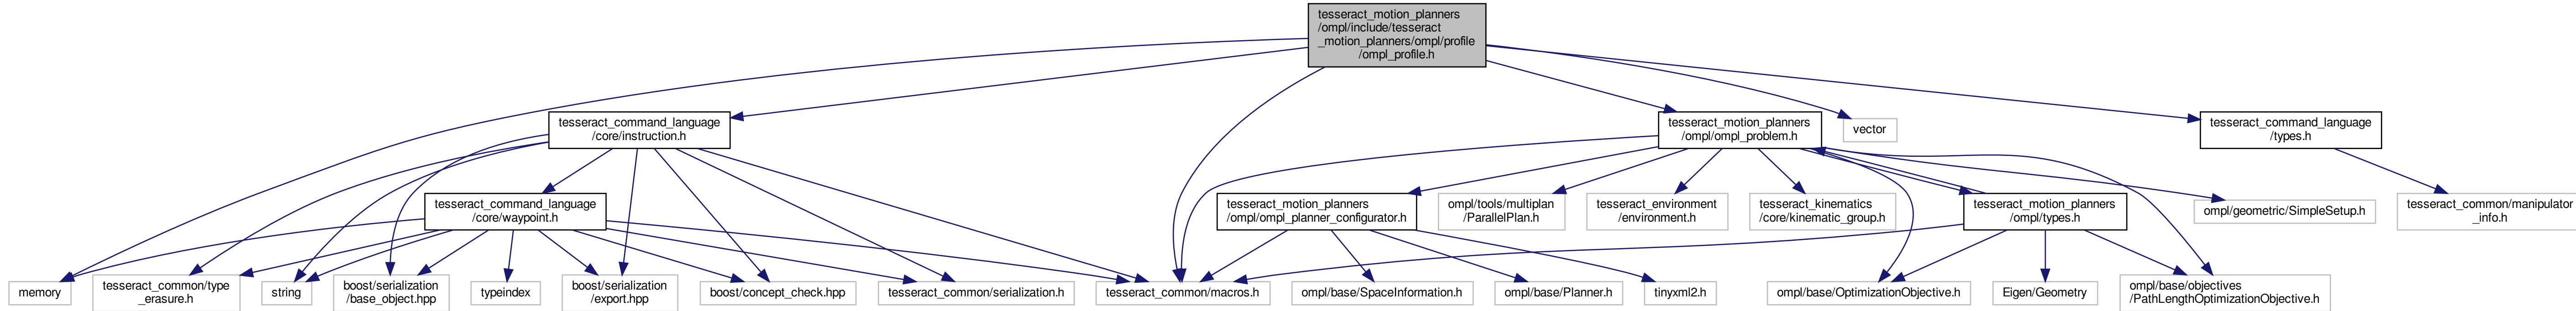 tesseract_motion_planners
/ompl/include/tesseract
_motion_planners/ompl/profile
/ompl_profile.h
tesseract_command_language
/core/instruction.h
tesseract_motion_planners
/ompl/ompl_problem.h
vector
tesseract_command_language
/types.h
tesseract_command_language
/core/waypoint.h
tesseract_motion_planners
/ompl/ompl_planner_configurator.h
ompl/tools/multiplan
/ParallelPlan.h
tesseract_environment
/environment.h
tesseract_kinematics
/core/kinematic_group.h
tesseract_motion_planners
/ompl/types.h
ompl/geometric/SimpleSetup.h
tesseract_common/manipulator
_info.h
memory
tesseract_common/type
_erasure.h
string
boost/serialization
/base_object.hpp
typeindex
boost/serialization
/export.hpp
boost/concept_check.hpp
tesseract_common/serialization.h
tesseract_common/macros.h
ompl/base/SpaceInformation.h
ompl/base/Planner.h
tinyxml2.h
ompl/base/OptimizationObjective.h
Eigen/Geometry
ompl/base/objectives
/PathLengthOptimizationObjective.h